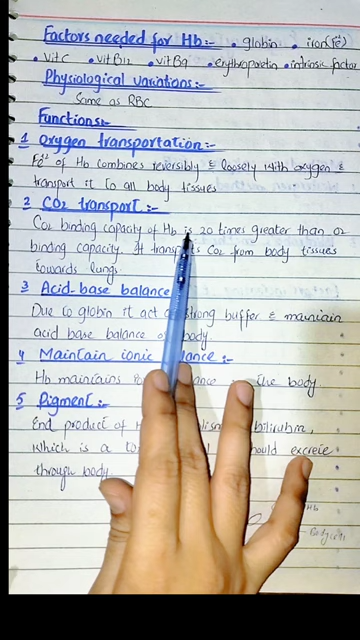 Factors needed for Hb:- • globin • iron(Fe)
• vit C • vit B12 • vit B9 • erythropoietin • intrinsic factor
Physiological variations:-
Same as RBC
Functions:-
1 Oxygen transportation:-
Fe+2 of Hb combines reversibly & loosely with oxygen &
transport it to all body tissues
2 CO2 transport:-
CO2 binding capacity of Hb is 20 times greater than O2
binding capacity. It CO2 from body tissues
towards lungs
3 Acid-base balance
Due to globin it act strong buffer & maintain
acid base balance body.
4 Maintain ionic :-
Hb maintains the body.
5 Pigment:-
End product of bilirubin,
which is a should excrete
through body.